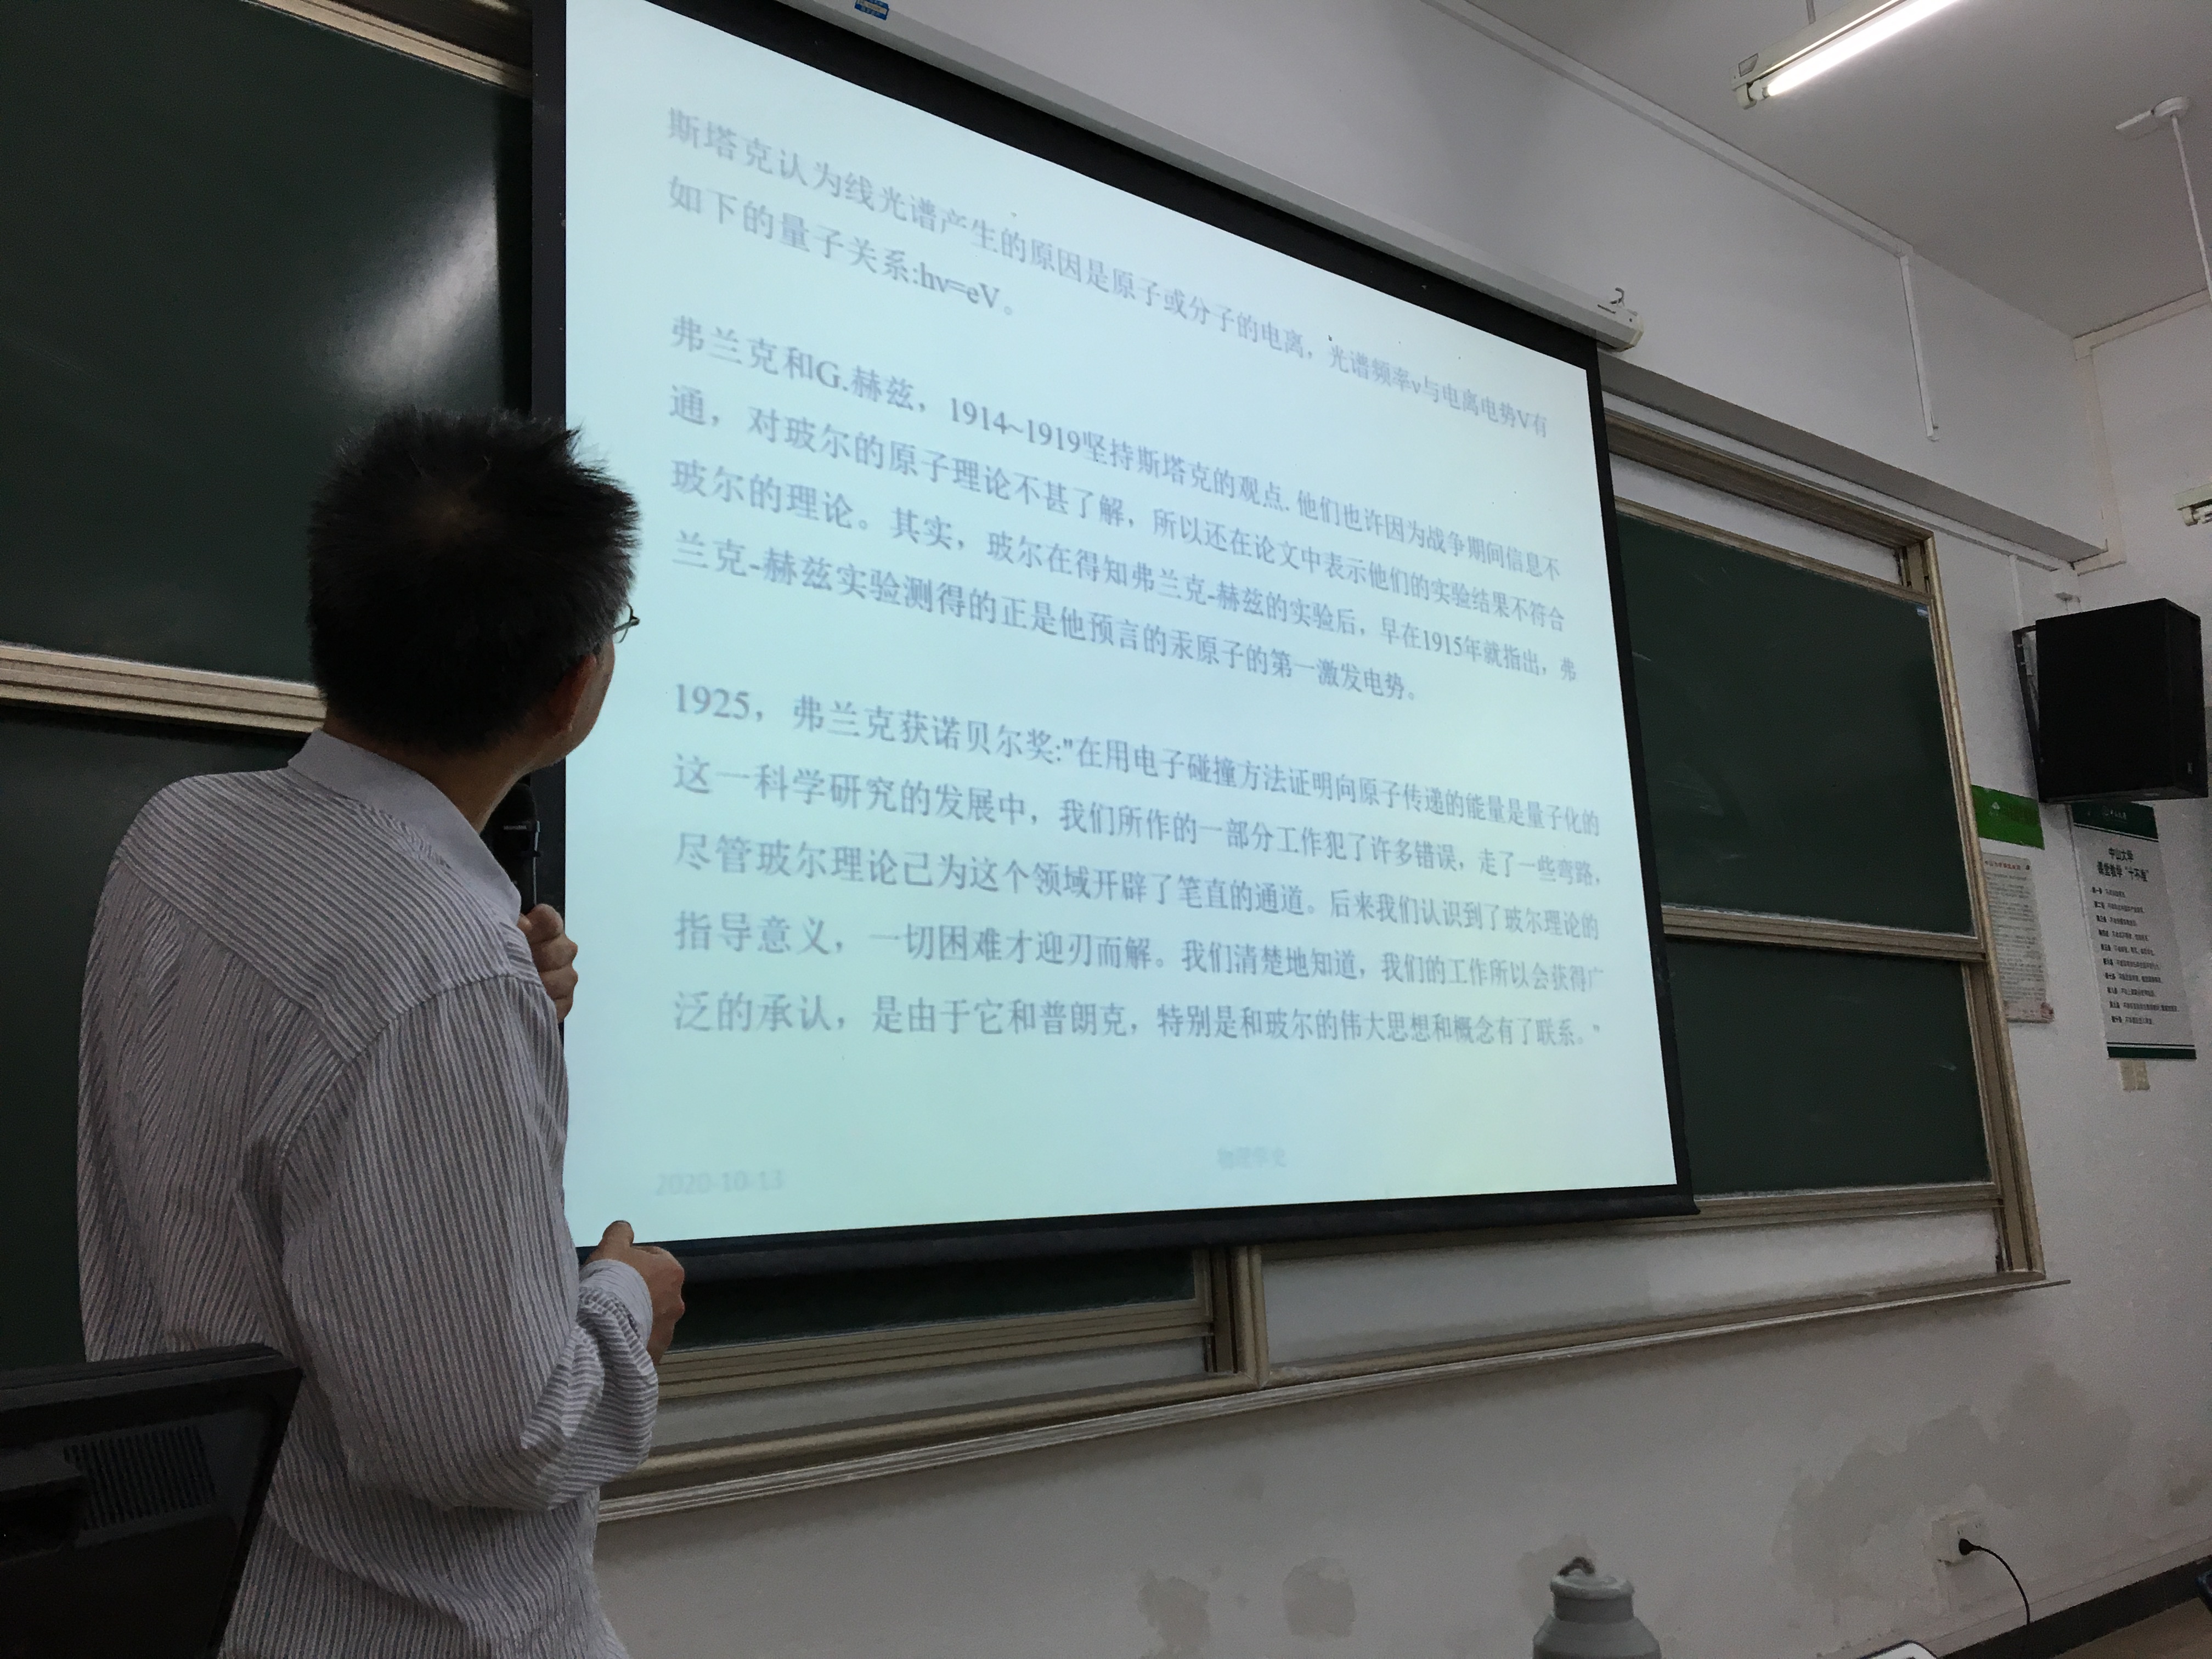 斯塔克认为线光谱产生的原因是原子或分子的电离，光谱频率v与电离电势V有
如下的量子关系:hv=eV。
弗兰克和G.赫兹，1914~1919坚持斯塔克的观点. 他们也许因为战争期间信息不
通，对玻尔的原子理论不甚了解，所以还在论文中表示他们的实验结果不符合
玻尔的理论。其实，玻尔在得知弗兰克-赫兹的实验后，早在1915年就指出，弗
兰克-赫兹实验测得的正是他预言的汞原子的第一激发电势。
1925，弗兰克获诺贝尔奖:"在用电子碰撞方法证明向原子传递的能量是量子化的
这一科学研究的发展中，我们所作的一部分工作犯了许多错误，走了一些弯路，
尽管玻尔理论已为这个领域开辟了笔直的通道。后来我们认识到了玻尔理论的
指导意义，一切困难才迎刃而解。我们清楚地知道，我们的工作所以会获得广
泛的承认，是由于它和普朗克，特别是和玻尔的伟大思想和概念有了联系。"
2020-10-13
物理学史
中山大学
课堂教学"十不准"